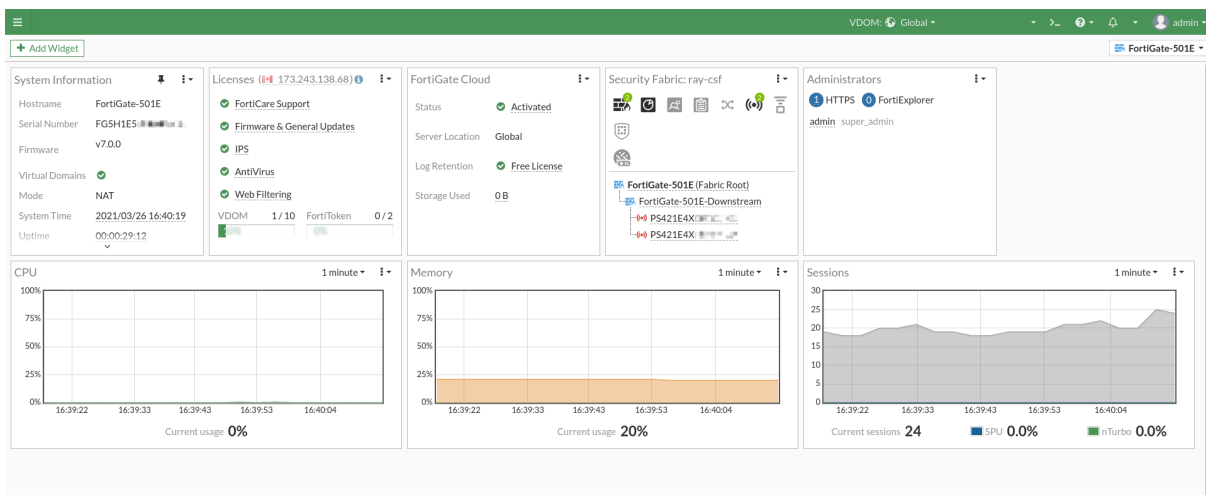 VDOM: Global
admin
Add Widget
FortiGate-501E
System Information
Hostname FortiGate-501E
Serial Number FG5H1E5
Firmware v7.0.0
Virtual Domains
Mode NAT
System Time 2021/03/26 16:40:19
Uptime 00:00:29:12
Licenses (173.243.138.68)
FortiCare Support
Firmware & General Updates
IPS
AntiVirus
Web Filtering
VDOM 1 / 10 FortiToken 0 / 2
10% 0%
FortiGate Cloud
Status Activated
Server Location Global
Log Retention Free License
Storage Used 0 B
Security Fabric: ray-csf
2 2
FortiGate-501E (Fabric Root)
FortiGate-501E-Downstream
PS421E4X
PS421E4X
Administrators
1 HTTPS 0 FortiExplorer
admin super_admin
CPU 1 minute
100%
75%
50%
25%
0%
16:39:22 16:39:33 16:39:43 16:39:53 16:40:04
Current usage 0%
Memory 1 minute
100%
75%
50%
25%
0%
16:39:22 16:39:33 16:39:43 16:39:53 16:40:04
Current usage 20%
Sessions 1 minute
30
25
20
15
10
5
0
16:39:22 16:39:33 16:39:43 16:39:53 16:40:04
Current sessions 24 SPU 0.0% nTurbo 0.0%